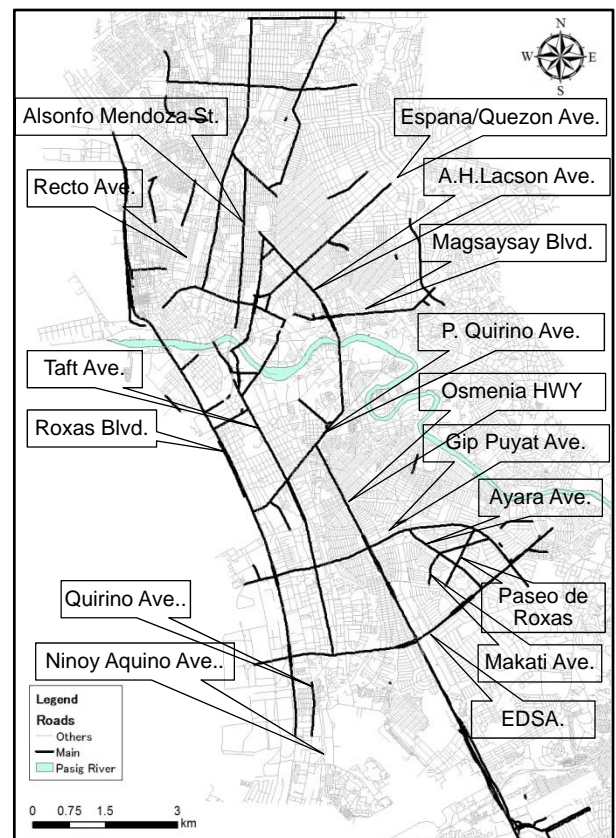 N
W E
S
Alsonfo Mendoza St.
Espana/Quezon Ave.
Recto Ave.
A.H.Lacson Ave.
Magsaysay Blvd.
P. Quirino Ave.
Taft Ave.
Osmenia HWY
Roxas Blvd.
Gip Puyat Ave.
Ayara Ave.
Quirino Ave..
Paseo de
Roxas
Ninoy Aquino Ave..
Makati Ave.
EDSA.
Legend
Roads
Others
Main
Pasig River
0 0.75 1.5 3
km